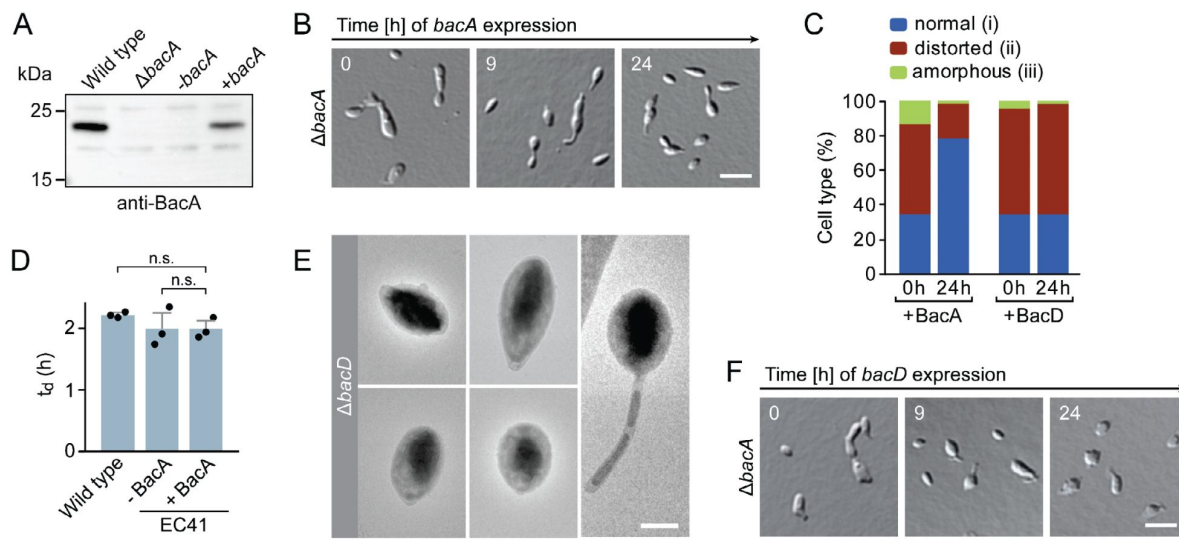 A
kDa
Wild type
ΔbacA
-bacA
+bacA
25
15
anti-BacA
B
Time [h] of bacA expression
ΔbacA
0
9
24
C
normal (i)
distorted (ii)
amorphous (iii)
Cell type (%)
100
80
60
40
20
0
0h 24h 0h 24h
+BacA +BacD
D
n.s.
n.s.
td (h)
2
1
0
Wild type
- BacA
+ BacA
EC41
E
ΔbacD
F
Time [h] of bacD expression
ΔbacA
0
9
24